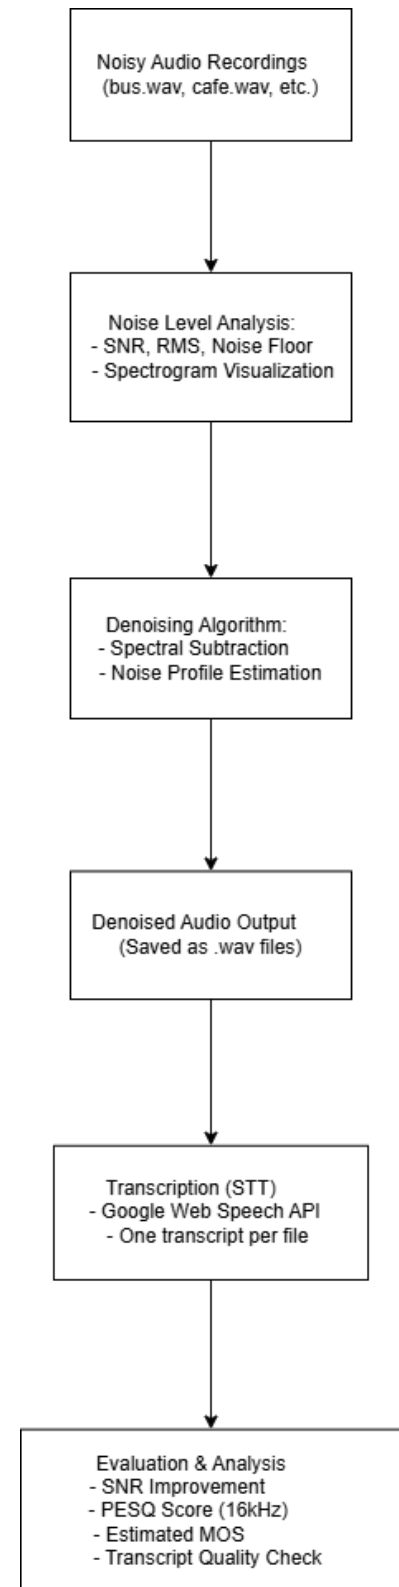 Noisy Audio Recordings
(bus.wav, cafe.wav, etc.)
Noise Level Analysis:
- SNR, RMS, Noise Floor
- Spectrogram Visualization
Denoising Algorithm:
- Spectral Subtraction
- Noise Profile Estimation
Denoised Audio Output
(Saved as .wav files)
Transcription (STT)
- Google Web Speech API
- One transcript per file
Evaluation & Analysis
- SNR Improvement
- PESQ Score (16kHz)
- Estimated MOS
- Transcript Quality Check